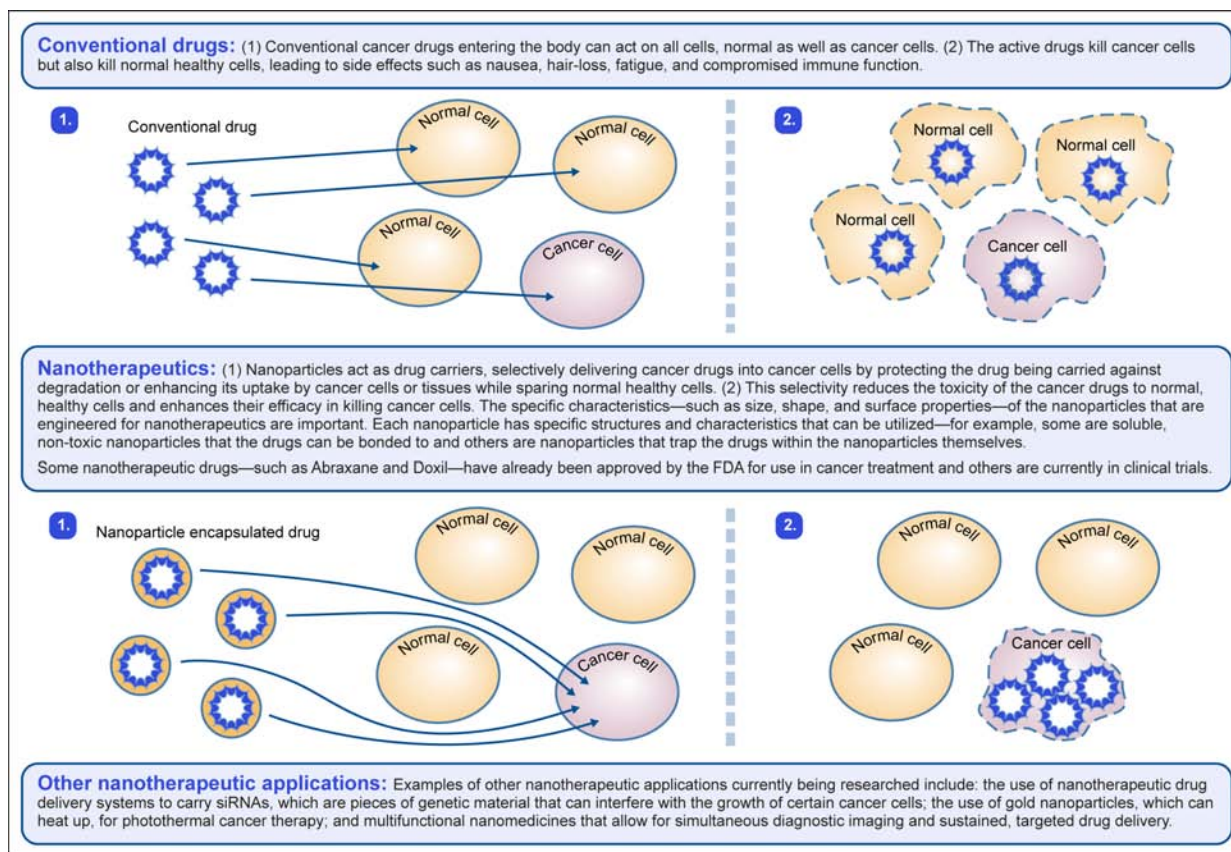 Conventional drugs: (1) Conventional cancer drugs entering the body can act on all cells, normal as well as cancer cells. (2) The active drugs kill cancer cells
but also kill normal healthy cells, leading to side effects such as nausea, hair-loss, fatigue, and compromised immune function.
1.
Conventional drug
Normal cell
Normal cell
Normal cell
Cancer cell
2.
Normal cell
Normal cell
Normal cell
Cancer cell
Nanotherapeutics: (1) Nanoparticles act as drug carriers, selectively delivering cancer drugs into cancer cells by protecting the drug being carried against
degradation or enhancing its uptake by cancer cells or tissues while sparing normal healthy cells. (2) This selectivity reduces the toxicity of the cancer drugs to normal,
healthy cells and enhances their efficacy in killing cancer cells. The specific characteristics—such as size, shape, and surface properties—of the nanoparticles that are
engineered for nanotherapeutics are important. Each nanoparticle has specific structures and characteristics that can be utilized—for example, some are soluble,
non-toxic nanoparticles that the drugs can be bonded to and others are nanoparticles that trap the drugs within the nanoparticles themselves.
Some nanotherapeutic drugs—such as Abraxane and Doxil—have already been approved by the FDA for use in cancer treatment and others are currently in clinical trials.
1.
Nanoparticle encapsulated drug
Normal cell
Normal cell
Normal cell
Cancer cell
2.
Normal cell
Normal cell
Normal cell
Cancer cell
Other nanotherapeutic applications: Examples of other nanotherapeutic applications currently being researched include: the use of nanotherapeutic drug
delivery systems to carry siRNAs, which are pieces of genetic material that can interfere with the growth of certain cancer cells; the use of gold nanoparticles, which can
heat up, for photothermal cancer therapy; and multifunctional nanomedicines that allow for simultaneous diagnostic imaging and sustained, targeted drug delivery.